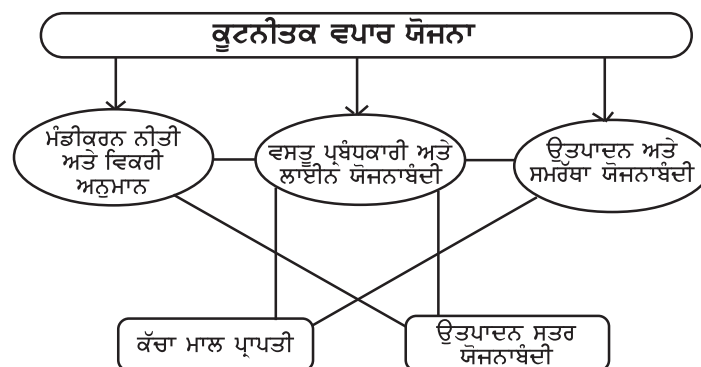 ਕੂਟਨੀਤਕ ਵਪਾਰ ਯੋਜਨਾ
ਮੰਡੀਕਰਨ ਨੀਤੀ
ਅਤੇ ਵਿਕਰੀ
ਅਨੁਮਾਨ
ਵਸਤੂ ਪ੍ਰਬੰਧਕਾਰੀ ਅਤੇ
ਲਾਈਨ ਯੋਜਨਾਬੰਦੀ
ਉਤਪਾਦਨ ਅਤੇ
ਸਮਰੱਥਾ ਯੋਜਨਾਬੰਦੀ
ਕੱਚਾ ਮਾਲ ਪ੍ਰਾਪਤੀ
ਉਤਪਾਦਨ ਸਤਰ
ਯੋਜਨਾਬੰਦੀ